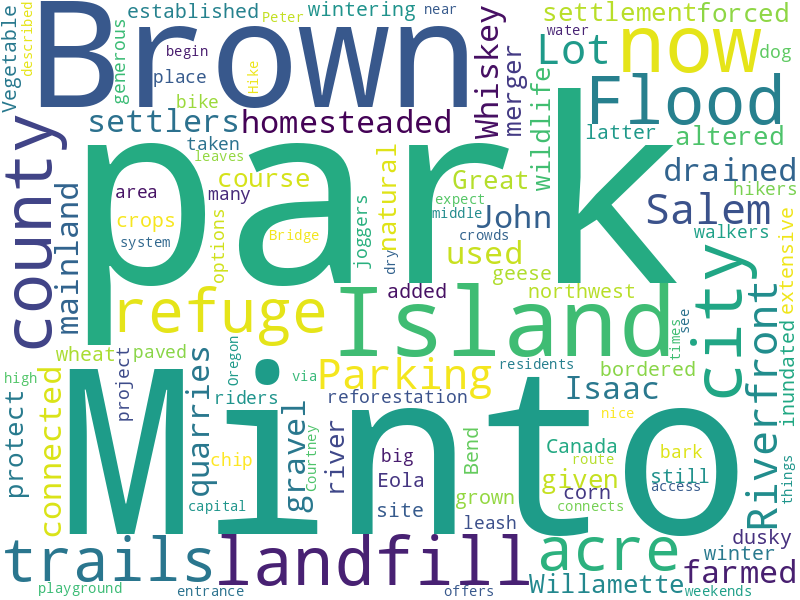 Vegetable
described
Brown
established
Peter
wintering
near
Whiskey
merger
settlement
forced
generous
begin
Hike
place
bike
water
Lot
now
dog
Flood
settlers
homesteaded
wildlife
latter
altered
county
mainland
taken
leaves
park
area
many
course
natural
joggers
options
crops
system
Bridge
dry
expect
middle
crowds
Great
John
used
geese
drained
hikers
Salem
walkers
extensive
refuge
added
northwest
Island
city
Riverfront
times
see
inundated
wheat
paved
project
Oregon
via
Parking
residents
bordered
high
connected
protect
quarries
riders
reforestation
Isaac
nice
Minto
gravel
Courtney
river
chip
big
Eola
site
Bend
Canada
route
given
corn
bark
still
access
things
capital
grown
leash
connects
dusky
trails
landfill
acre
winter
farmed
playground
entrance
offers
Willamette
weekends